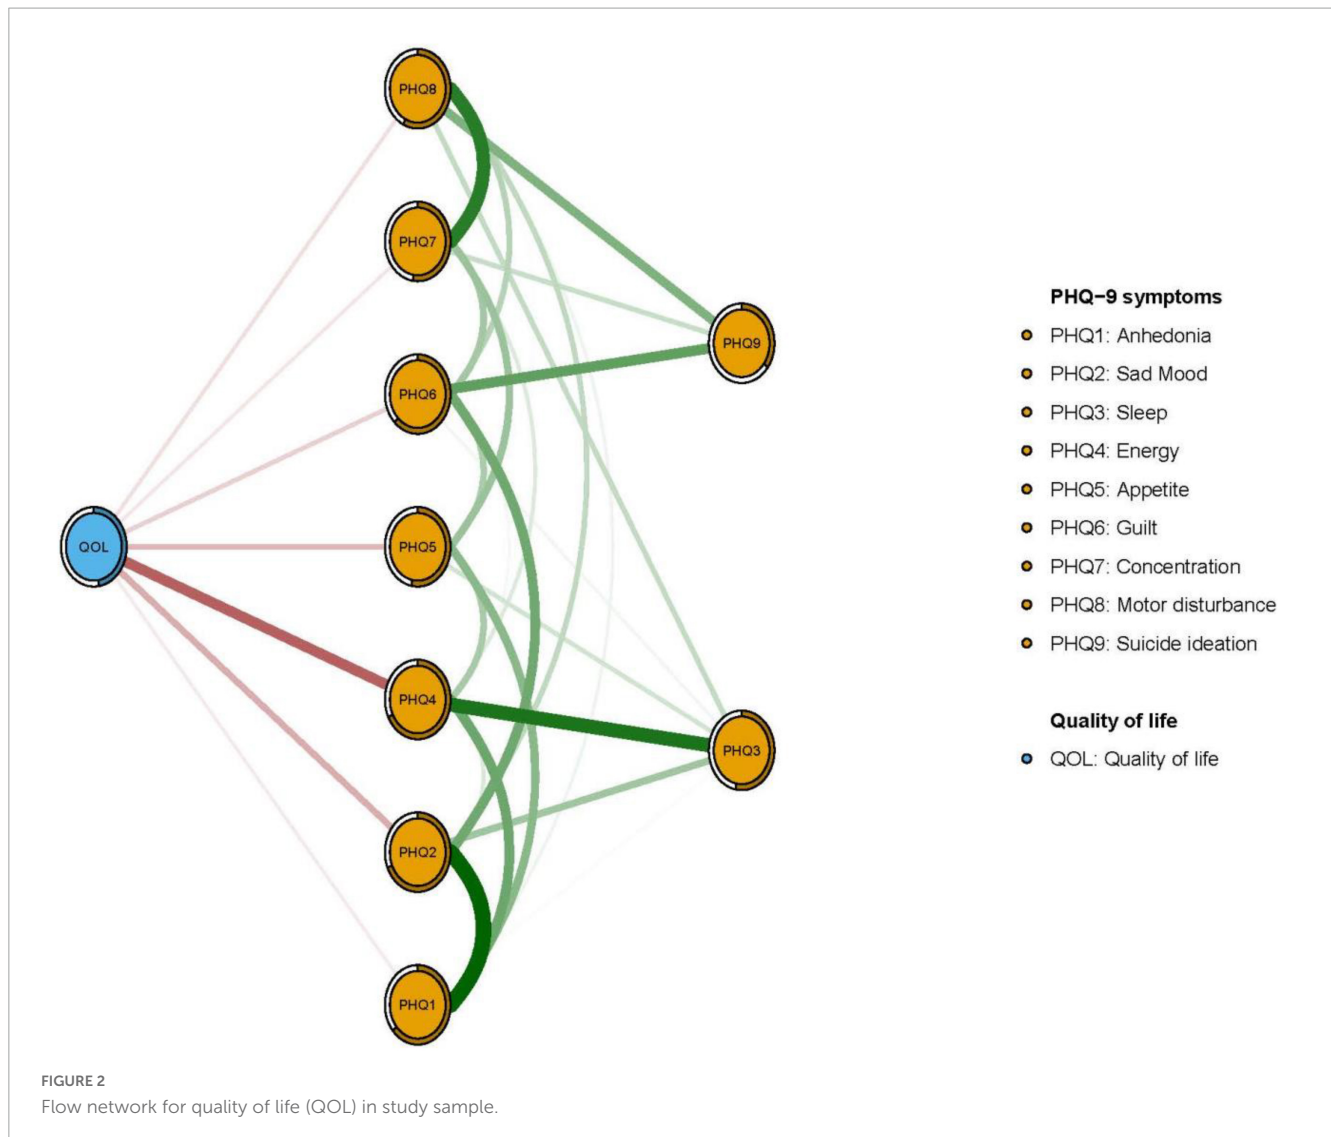 PHQ8
PHQ7
PHQ6
PHQ5
PHQ4
PHQ2
PHQ1
QOL
PHQ9
PHQ3
PHQ−9 symptoms
PHQ1: Anhedonia
PHQ2: Sad Mood
PHQ3: Sleep
PHQ4: Energy
PHQ5: Appetite
PHQ6: Guilt
PHQ7: Concentration
PHQ8: Motor disturbance
PHQ9: Suicide ideation
Quality of life
QOL: Quality of life
FIGURE 2
Flow network for quality of life (QOL) in study sample.